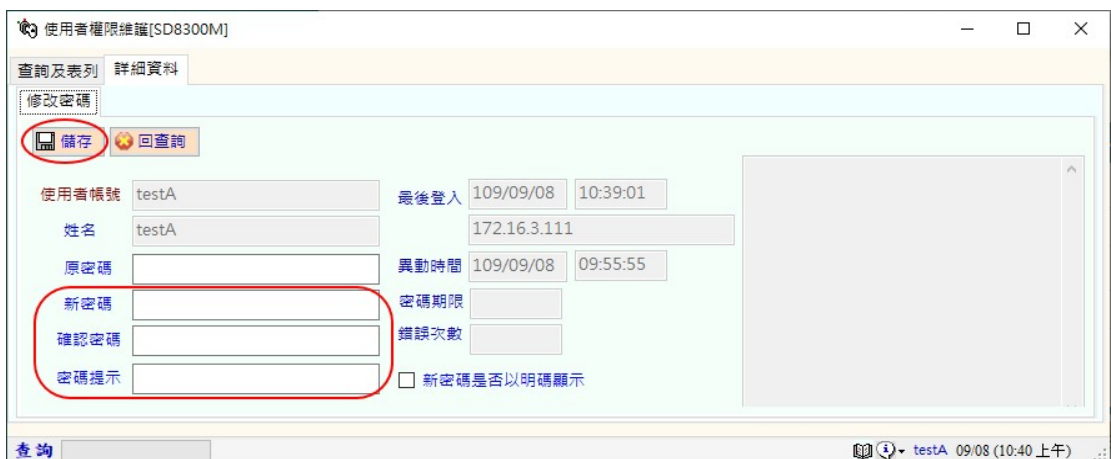 使用者權限維護[SD8300M]
查詢及表列 詳細資料
修改密碼
儲存 回查詢
使用者帳號 testA 最後登入 109/09/08 10:39:01
姓名 testA 172.16.3.111
原密碼 異動時間 109/09/08 09:55:55
新密碼 密碼期限
確認密碼 錯誤次數
密碼提示 新密碼是否以明碼顯示
查詢 testA 09/08 (10:40 上午)